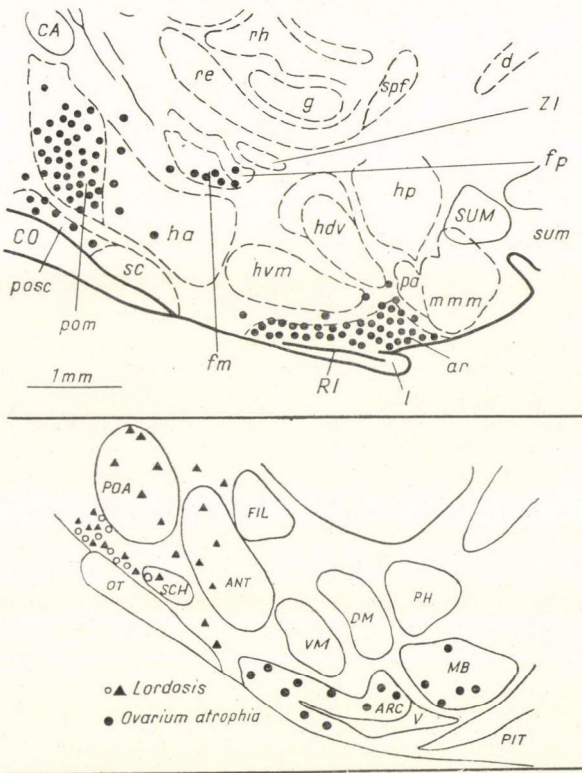 CA
rh
re
g
spf
d
ZI
fp
hp
hdv
SUM
sum
ha
CO
sc
hvm
pa
mmm
posc
pom
fm
ar
1mm
RI
l
POA
FIL
ANT
SCH
OT
DM
PH
VM
MB
Lordosis
Ovarium atrophia
ARC
V
PIT